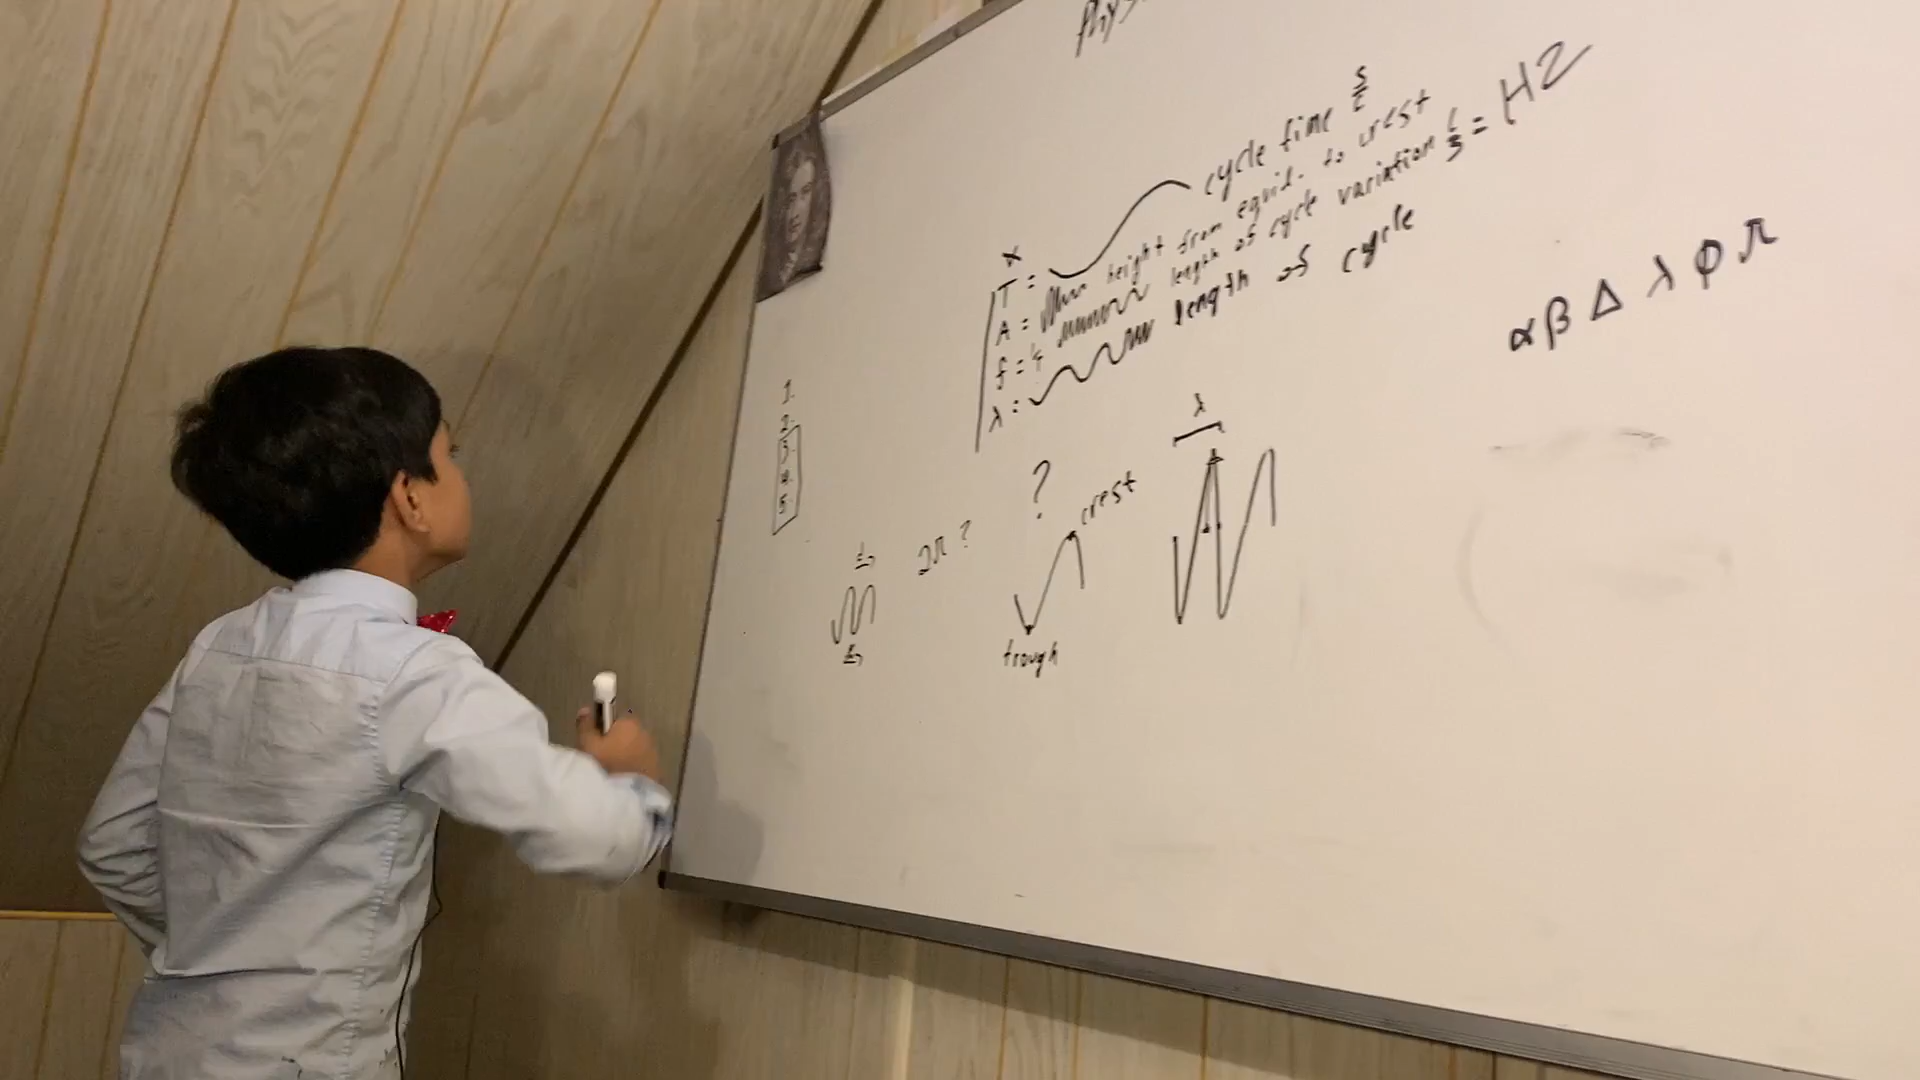 Phys
x
T = cycle time s/c
A = height from equil. to crest
f = 1/T length of cycle variation c/s = HZ
λ = length of cycle
α β Δ λ φ π
1.
2.
3.
4.
5.
2π ?
?
crest
trough
λ